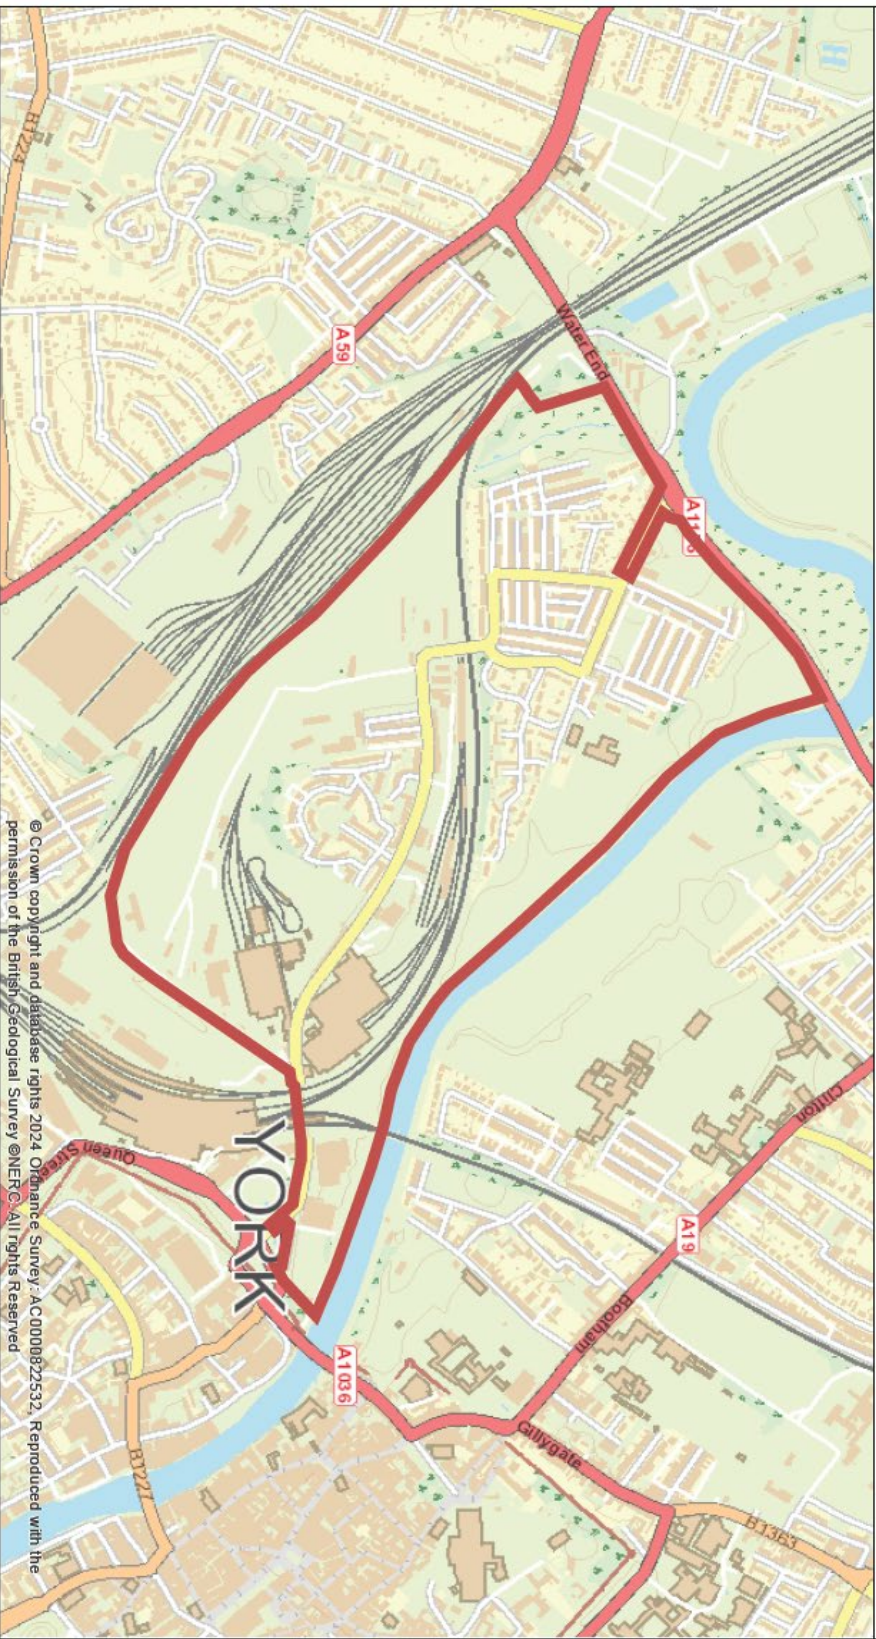 B1224
A59
Water End
Clifton
A19
Bootham
Gillygate
B1363
A1036
YORK
Queen Street
B1227
© Crown copyright and database rights 2024 Ordnance Survey: AC0000822532, Reproduced with the
permission of the British Geological Survey ©NERC. All rights Reserved